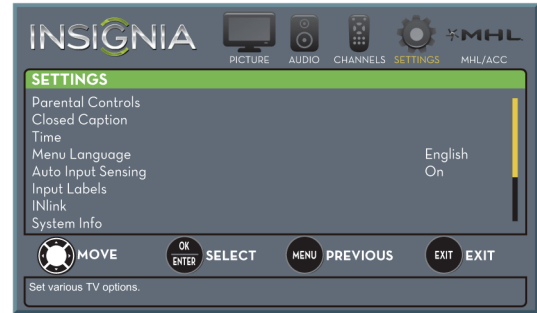 INSIGNIA
MHL
PICTURE AUDIO CHANNELS SETTINGS MHL/ACC
SETTINGS
Parental Controls
Closed Caption
Time
Menu Language English
Auto Input Sensing On
Input Labels
INlink
System Info
MOVE OK ENTER SELECT MENU PREVIOUS EXIT EXIT
Set various TV options.